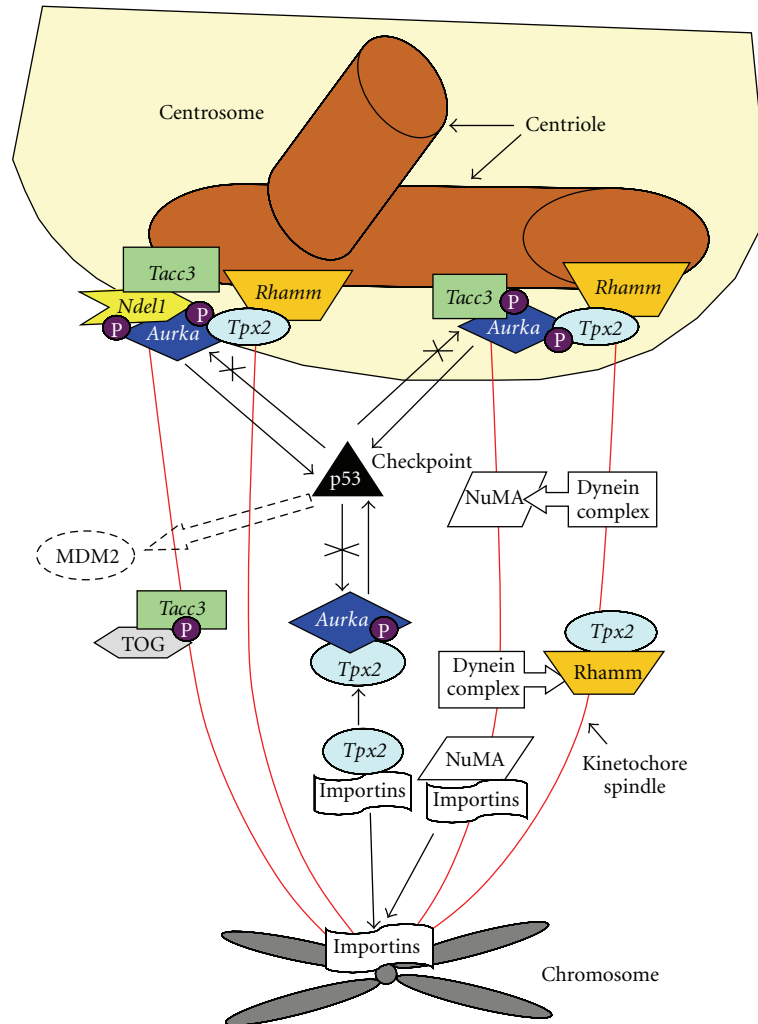 Centrosome
Centriole
Tacc3
Ndel1
Rhamm
P
P
Aurka
Tpx2
Tacc3
P
Rhamm
Aurka
P
Tpx2
p53
Checkpoint
MDM2
NuMA
Dynein
complex
Tacc3
P
TOG
Aurka
P
Tpx2
Tpx2
Dynein
complex
Rhamm
Tpx2
Importins
NuMA
Importins
Kinetochore
spindle
Importins
Chromosome